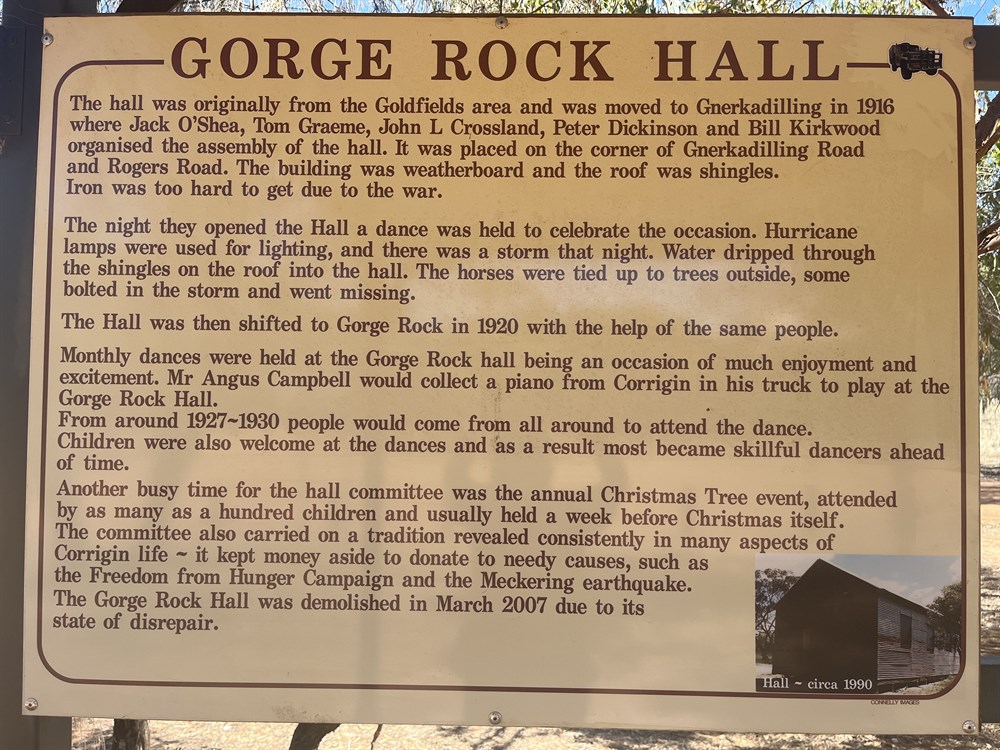 GORGE ROCK HALL
The hall was originally from the Goldfields area and was moved to Gnerkadilling in 1916
where Jack O'Shea, Tom Graeme, John L Crossland, Peter Dickinson and Bill Kirkwood
organised the assembly of the hall. It was placed on the corner of Gnerkadilling Road
and Rogers Road. The building was weatherboard and the roof was shingles.
Iron was too hard to get due to the war.
The night they opened the Hall a dance was held to celebrate the occasion. Hurricane
lamps were used for lighting, and there was a storm that night. Water dripped through
the shingles on the roof into the hall. The horses were tied up to trees outside, some
bolted in the storm and went missing.
The Hall was then shifted to Gorge Rock in 1920 with the help of the same people.
Monthly dances were held at the Gorge Rock hall being an occasion of much enjoyment and
excitement. Mr Angus Campbell would collect a piano from Corrigin in his truck to play at the
Gorge Rock Hall.
From around 1927~1930 people would come from all around to attend the dance.
Children were also welcome at the dances and as a result most became skillful dancers ahead
of time.
Another busy time for the hall committee was the annual Christmas Tree event, attended
by as many as a hundred children and usually held a week before Christmas itself.
The committee also carried on a tradition revealed consistently in many aspects of
Corrigin life ~ it kept money aside to donate to needy causes, such as
the Freedom from Hunger Campaign and the Meckering earthquake.
The Gorge Rock Hall was demolished in March 2007 due to its
state of disrepair.
Hall ~ circa 1990
CONNELLY IMAGES